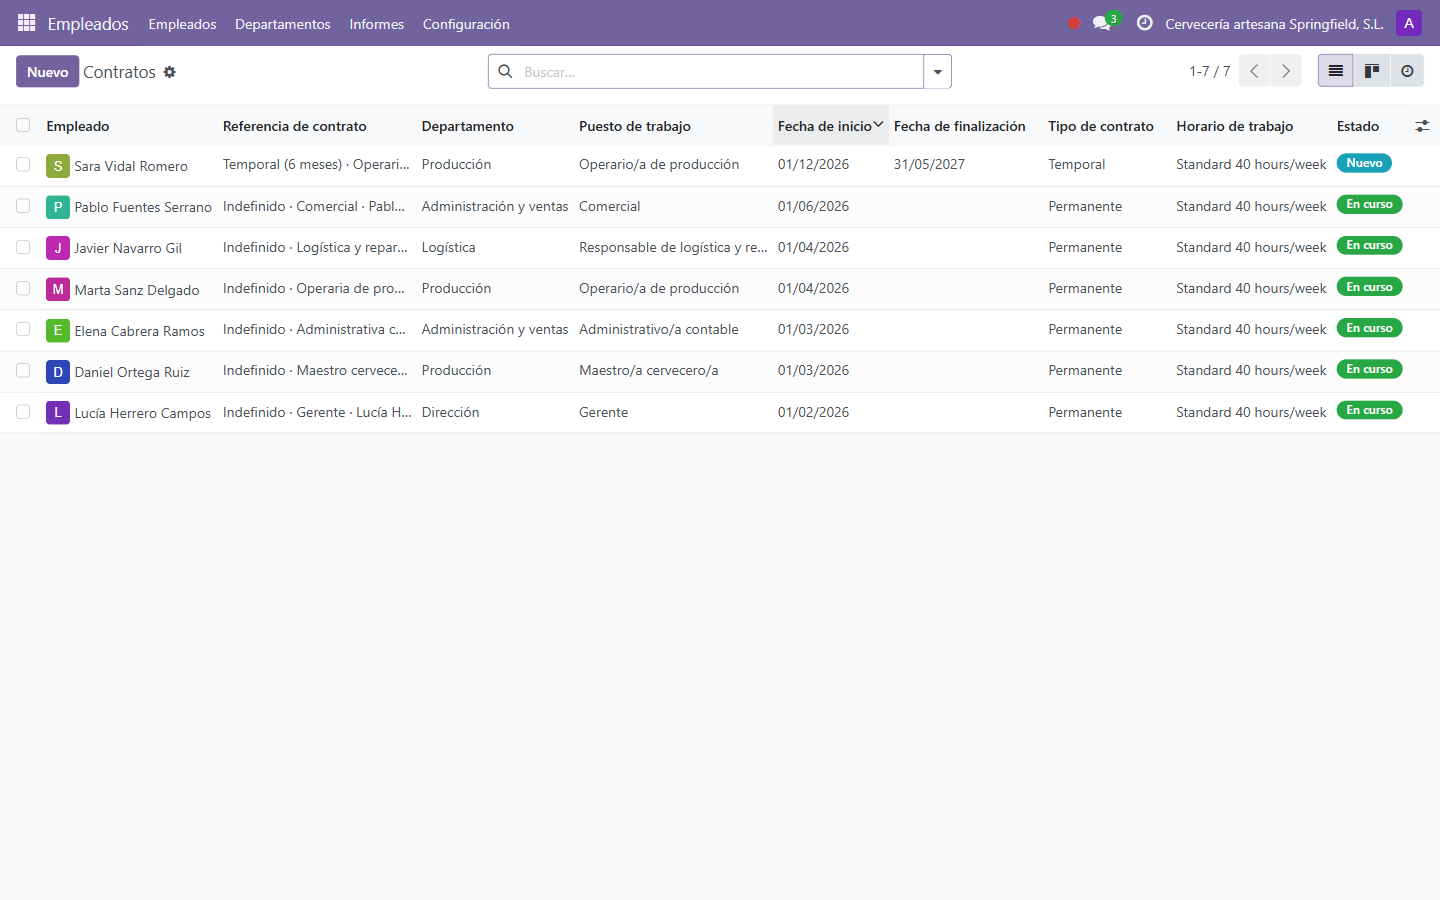 Empleados Empleados Departamentos Informes Configuración 3 Cervecería artesana Springfield, S.L. A
Nuevo Contratos Buscar... 1-7 / 7
Empleado Referencia de contrato Departamento Puesto de trabajo Fecha de inicio Fecha de finalización Tipo de contrato Horario de trabajo Estado
S Sara Vidal Romero Temporal (6 meses) · Operari... Producción Operario/a de producción 01/12/2026 31/05/2027 Temporal Standard 40 hours/week Nuevo
P Pablo Fuentes Serrano Indefinido · Comercial · Pabl... Administración y ventas Comercial 01/06/2026 Permanente Standard 40 hours/week En curso
J Javier Navarro Gil Indefinido · Logística y repar... Logística Responsable de logística y re... 01/04/2026 Permanente Standard 40 hours/week En curso
M Marta Sanz Delgado Indefinido · Operaria de pro... Producción Operario/a de producción 01/04/2026 Permanente Standard 40 hours/week En curso
E Elena Cabrera Ramos Indefinido · Administrativa c... Administración y ventas Administrativo/a contable 01/03/2026 Permanente Standard 40 hours/week En curso
D Daniel Ortega Ruiz Indefinido · Maestro cervece... Producción Maestro/a cervecero/a 01/03/2026 Permanente Standard 40 hours/week En curso
L Lucía Herrero Campos Indefinido · Gerente · Lucía H... Dirección Gerente 01/02/2026 Permanente Standard 40 hours/week En curso